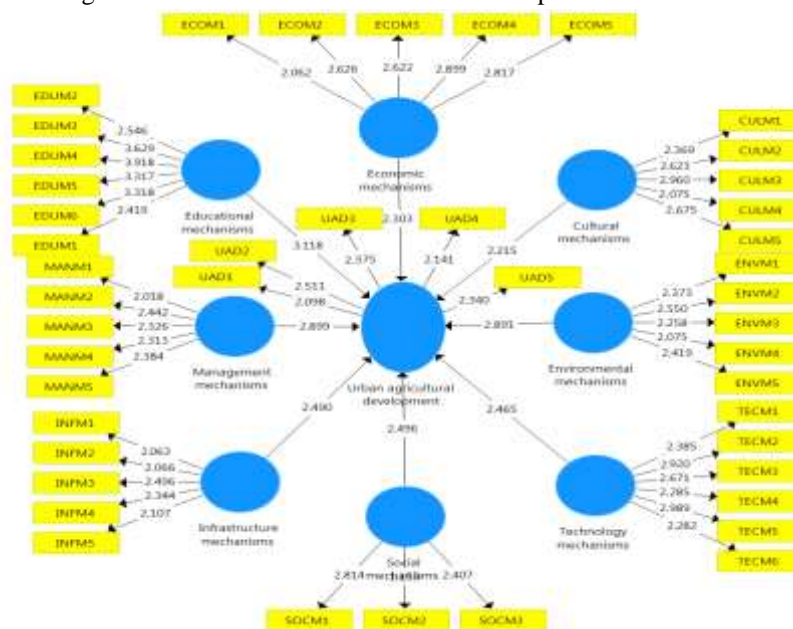 ECOM1 ECOM2 ECOM3 ECOM4 ECOM5
2.062 2.626 2.622 2.899 2.817
Economic
mechanisms
2.303
EDUM2
EDUM3
EDUM4
EDUM5
EDUM6
EDUM1
2.546
3.629
3.918
3.317
3.318
2.419
Educational
mechanisms
3.118
CULM1
CULM2
CULM3
CULM4
CULM5
2.369
2.623
2.960
2.075
2.675
Cultural
mechanisms
2.215
UAD3 UAD4
UAD2
UAD1
UAD5
2.375 2.141
2.511
2.098
2.340
MANM1
MANM2
MANM3
MANM4
MANM5
2.018
2.442
2.326
2.313
2.384
Management
mechanisms
2.899
Urban agricultural
development
ENVM1
ENVM2
ENVM3
ENVM4
ENVM5
2.373
2.550
2.258
2.075
2.419
Environmental
mechanisms
2.891
INFM1
INFM2
INFM3
INFM4
INFM5
2.063
2.066
2.496
2.344
2.107
Infrastructure
mechanisms
2.490
2.496
2.465
TECM1
TECM2
TECM3
TECM4
TECM5
TECM6
2.385
2.920
2.671
2.285
2.989
2.282
Technology
mechanisms
Social
mechanisms
2.814 2.407
SOCM1 SOCM2 SOCM3